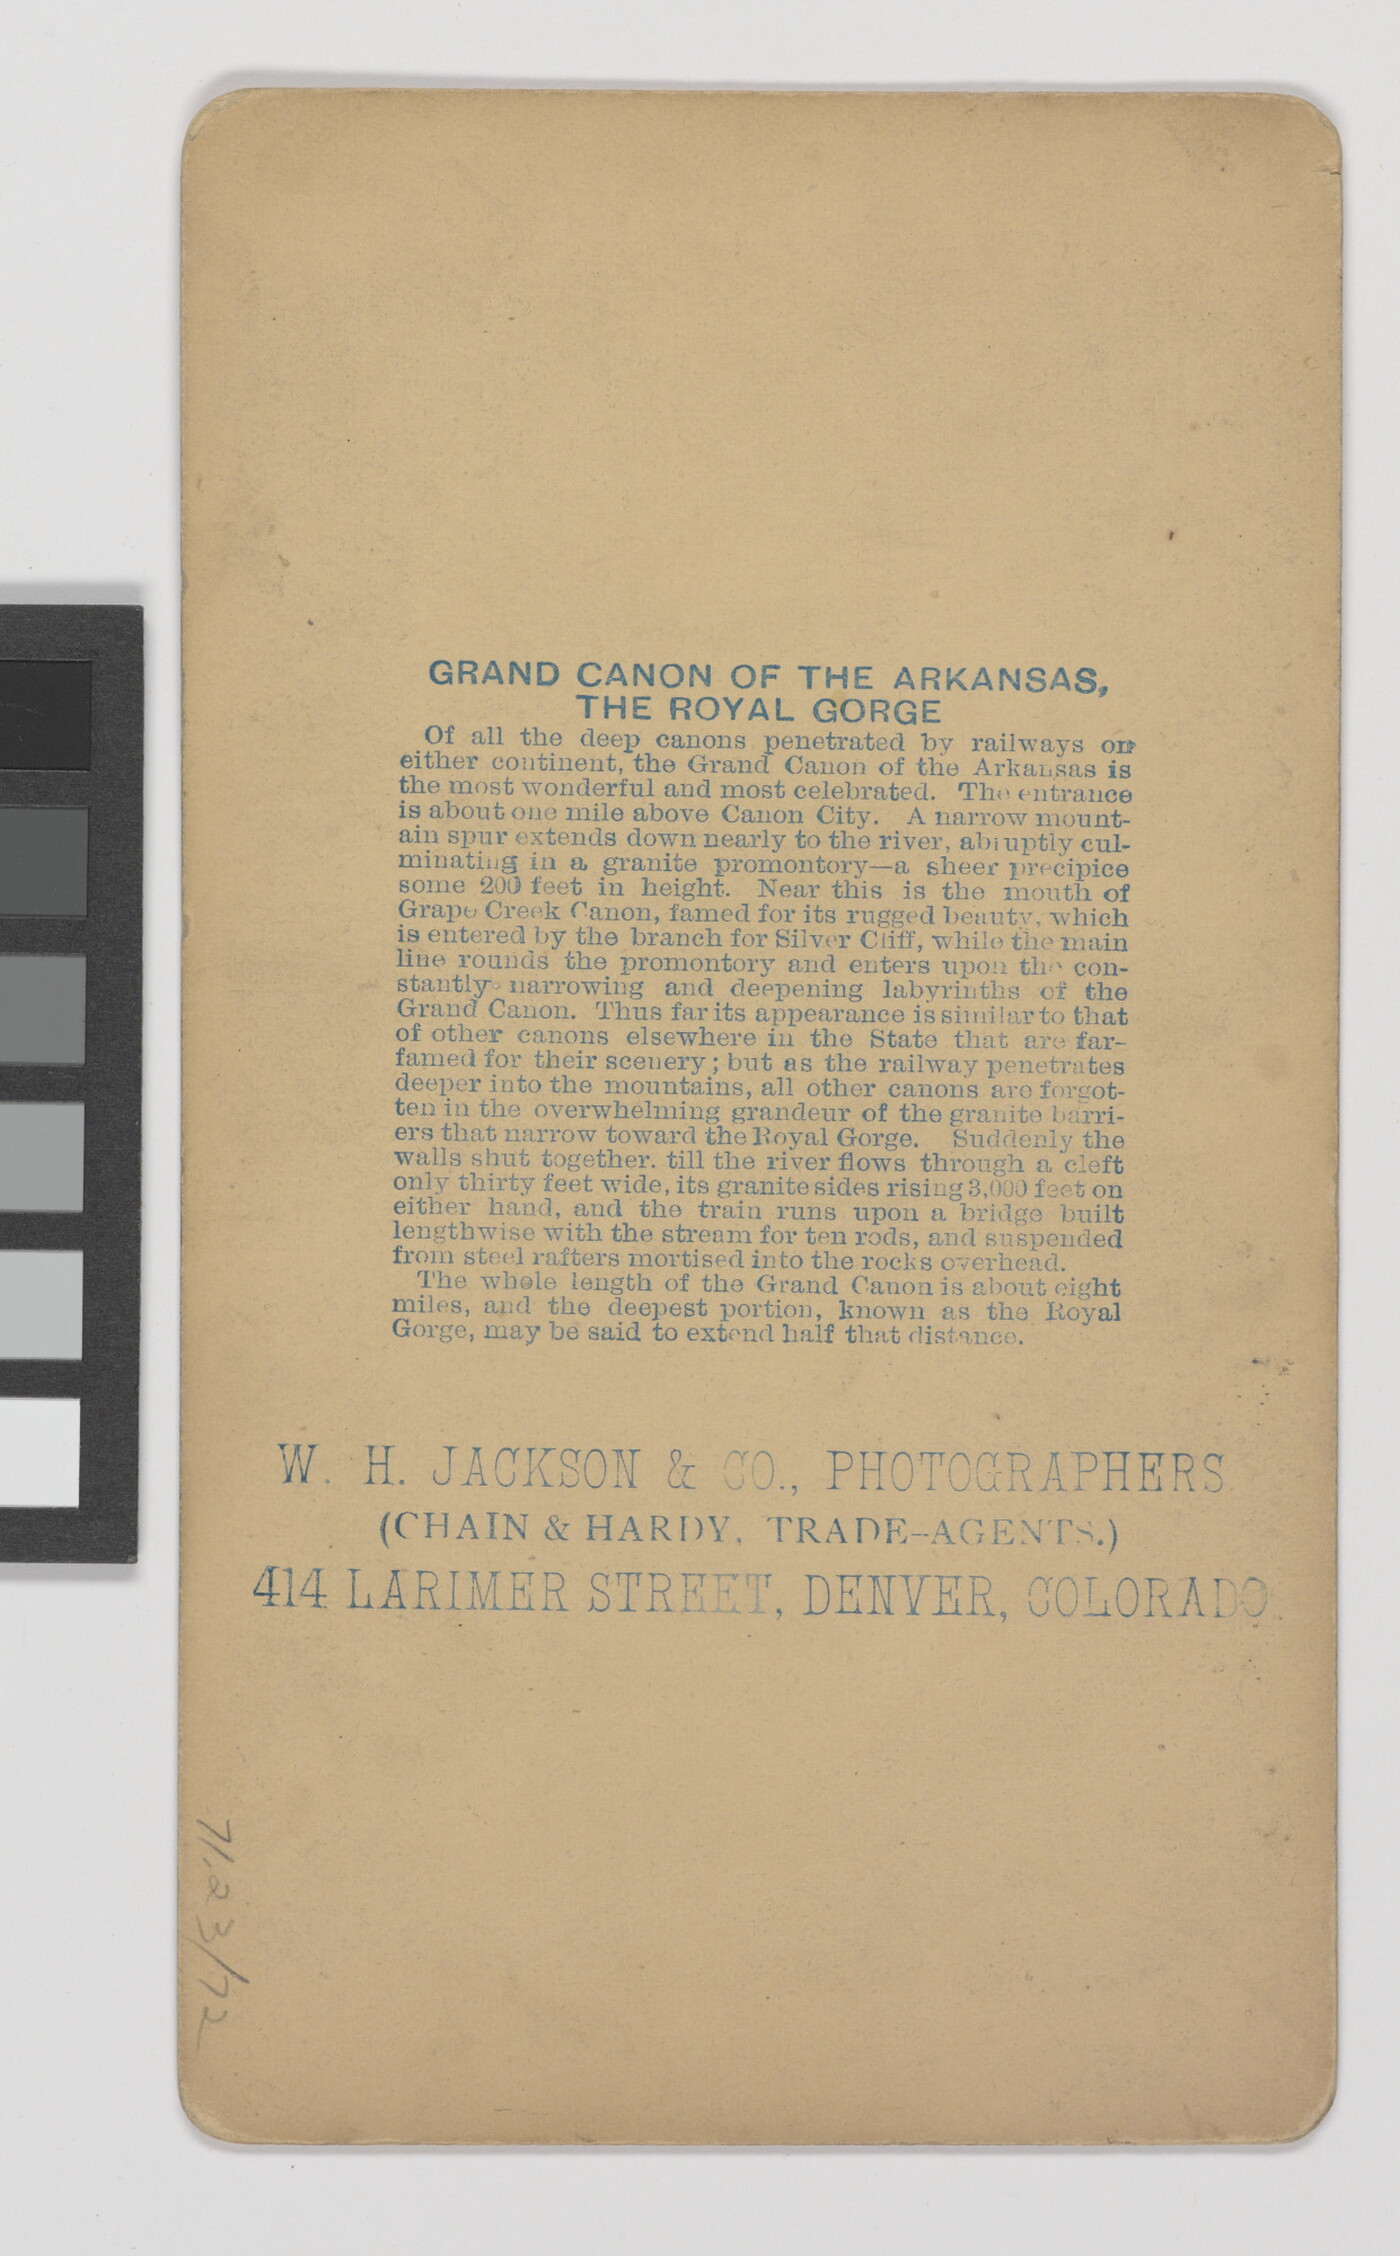 GRAND CANON OF THE ARKANSAS,
THE ROYAL GORGE
Of all the deep canons penetrated by railways on
either continent, the Grand Canon of the Arkansas is
the most wonderful and most celebrated. The entrance
is about one mile above Canon City. A narrow mount-
ain spur extends down nearly to the river, abruptly cul-
minating in a granite promontory—a sheer precipice
some 200 feet in height. Near this is the mouth of
Grape Creek Canon, famed for its rugged beauty, which
is entered by the branch for Silver Cliff, while the main
line rounds the promontory and enters upon the con-
stantly narrowing and deepening labyrinths of the
Grand Canon. Thus far its appearance is similar to that
of other canons elsewhere in the State that are far-
famed for their scenery; but as the railway penetrates
deeper into the mountains, all other canons are forgot-
ten in the overwhelming grandeur of the granite barri-
ers that narrow toward the Royal Gorge. Suddenly the
walls shut together. till the river flows through a cleft
only thirty feet wide, its granite sides rising 3,000 feet on
either hand, and the train runs upon a bridge built
lengthwise with the stream for ten rods, and suspended
from steel rafters mortised into the rocks overhead.
The whole length of the Grand Canon is about eight
miles, and the deepest portion, known as the Royal
Gorge, may be said to extend half that distance.
W. H. JACKSON & CO., PHOTOGRAPHERS
(CHAIN & HARDY, TRADE-AGENTS.)
414 LARIMER STREET, DENVER, COLORADO.
71.23/72